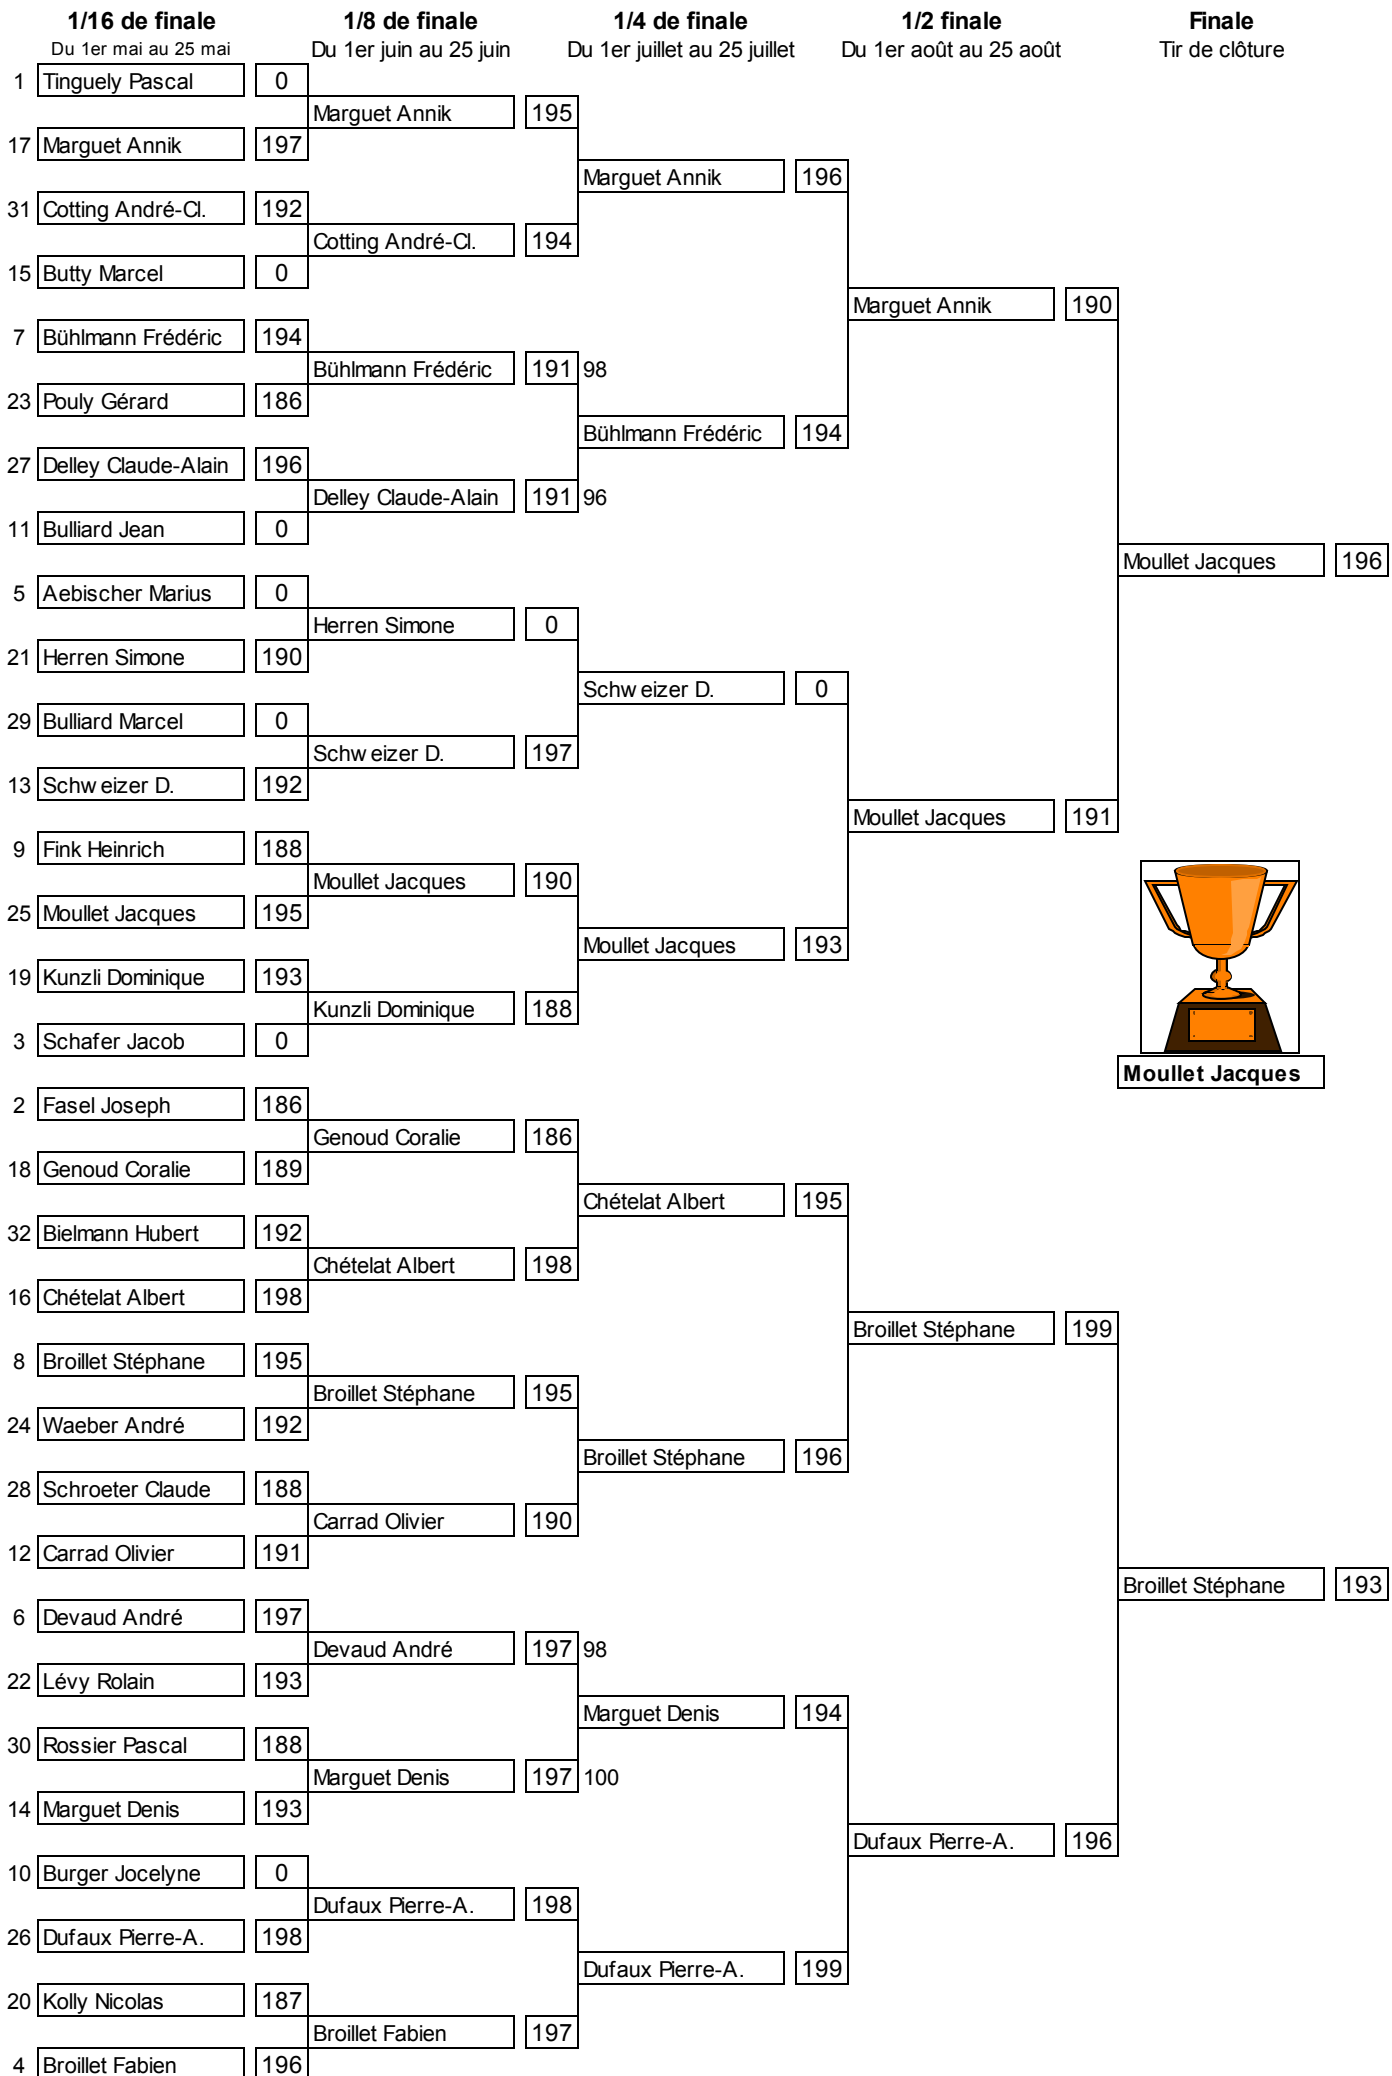 1/16 de finale 1/8 de finale 1/4 de finale 1/2 finale Finale
Du 1er mai au 25 mai Du 1er juin au 25 juin Du 1er juillet au 25 juillet Du 1er août au 25 août Tir de clôture
1 Tinguely Pascal 0
Marguet Annik 195
17 Marguet Annik 197
Marguet Annik 196
31 Cotting André-Cl. 192
Cotting André-Cl. 194
15 Butty Marcel 0
Marguet Annik 190
7 Bühlmann Frédéric 194
Bühlmann Frédéric 191 98
23 Pouly Gérard 186
Bühlmann Frédéric 194
27 Delley Claude-Alain 196
Delley Claude-Alain 191 96
11 Bulliard Jean 0
Moullet Jacques 196
5 Aebischer Marius 0
Herren Simone 0
21 Herren Simone 190
Schweizer D. 0
29 Bulliard Marcel 0
Schweizer D. 197
13 Schweizer D. 192
Moullet Jacques 191
9 Fink Heinrich 188
Moullet Jacques 190
25 Moullet Jacques 195
Moullet Jacques 193
19 Kunzli Dominique 193
Kunzli Dominique 188
3 Schafer Jacob 0
Moullet Jacques
2 Fasel Joseph 186
Genoud Coralie 186
18 Genoud Coralie 189
Chételat Albert 195
32 Bielmann Hubert 192
Chételat Albert 198
16 Chételat Albert 198
Broillet Stéphane 199
8 Broillet Stéphane 195
Broillet Stéphane 195
24 Waeber André 192
Broillet Stéphane 196
28 Schroeter Claude 188
Carrad Olivier 190
12 Carrad Olivier 191
Broillet Stéphane 193
6 Devaud André 197
Devaud André 197 98
22 Lévy Rolain 193
Marguet Denis 194
30 Rossier Pascal 188
Marguet Denis 197 100
14 Marguet Denis 193
Dufaux Pierre-A. 196
10 Burger Jocelyne 0
Dufaux Pierre-A. 198
26 Dufaux Pierre-A. 198
Dufaux Pierre-A. 199
20 Kolly Nicolas 187
Broillet Fabien 197
4 Broillet Fabien 196